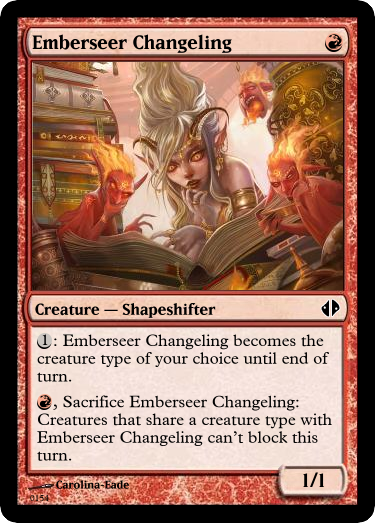 Emberseer Changeling
Creature — Shapeshifter
1: Emberseer Changeling becomes the
creature type of your choice until end of
turn.
, Sacrifice Emberseer Changeling:
Creatures that share a creature type with
Emberseer Changeling can't block this
turn.
Carolina-Eade
1/1